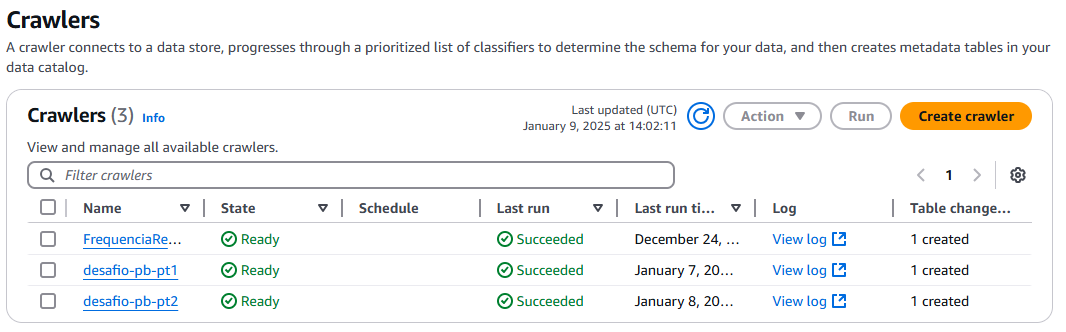 Crawlers
A crawler connects to a data store, progresses through a prioritized list of classifiers to determine the schema for your data, and then creates metadata tables in your
data catalog.
Crawlers (3) Info
Last updated (UTC)
January 9, 2025 at 14:02:11
Action
Run
Create crawler
View and manage all available crawlers.
Filter crawlers
1
Name State Schedule Last run Last run ti... Log Table change...
FrequenciaRe... Ready Succeeded December 24, ... View log 1 created
desafio-pb-pt1 Ready Succeeded January 7, 20... View log 1 created
desafio-pb-pt2 Ready Succeeded January 8, 20... View log 1 created